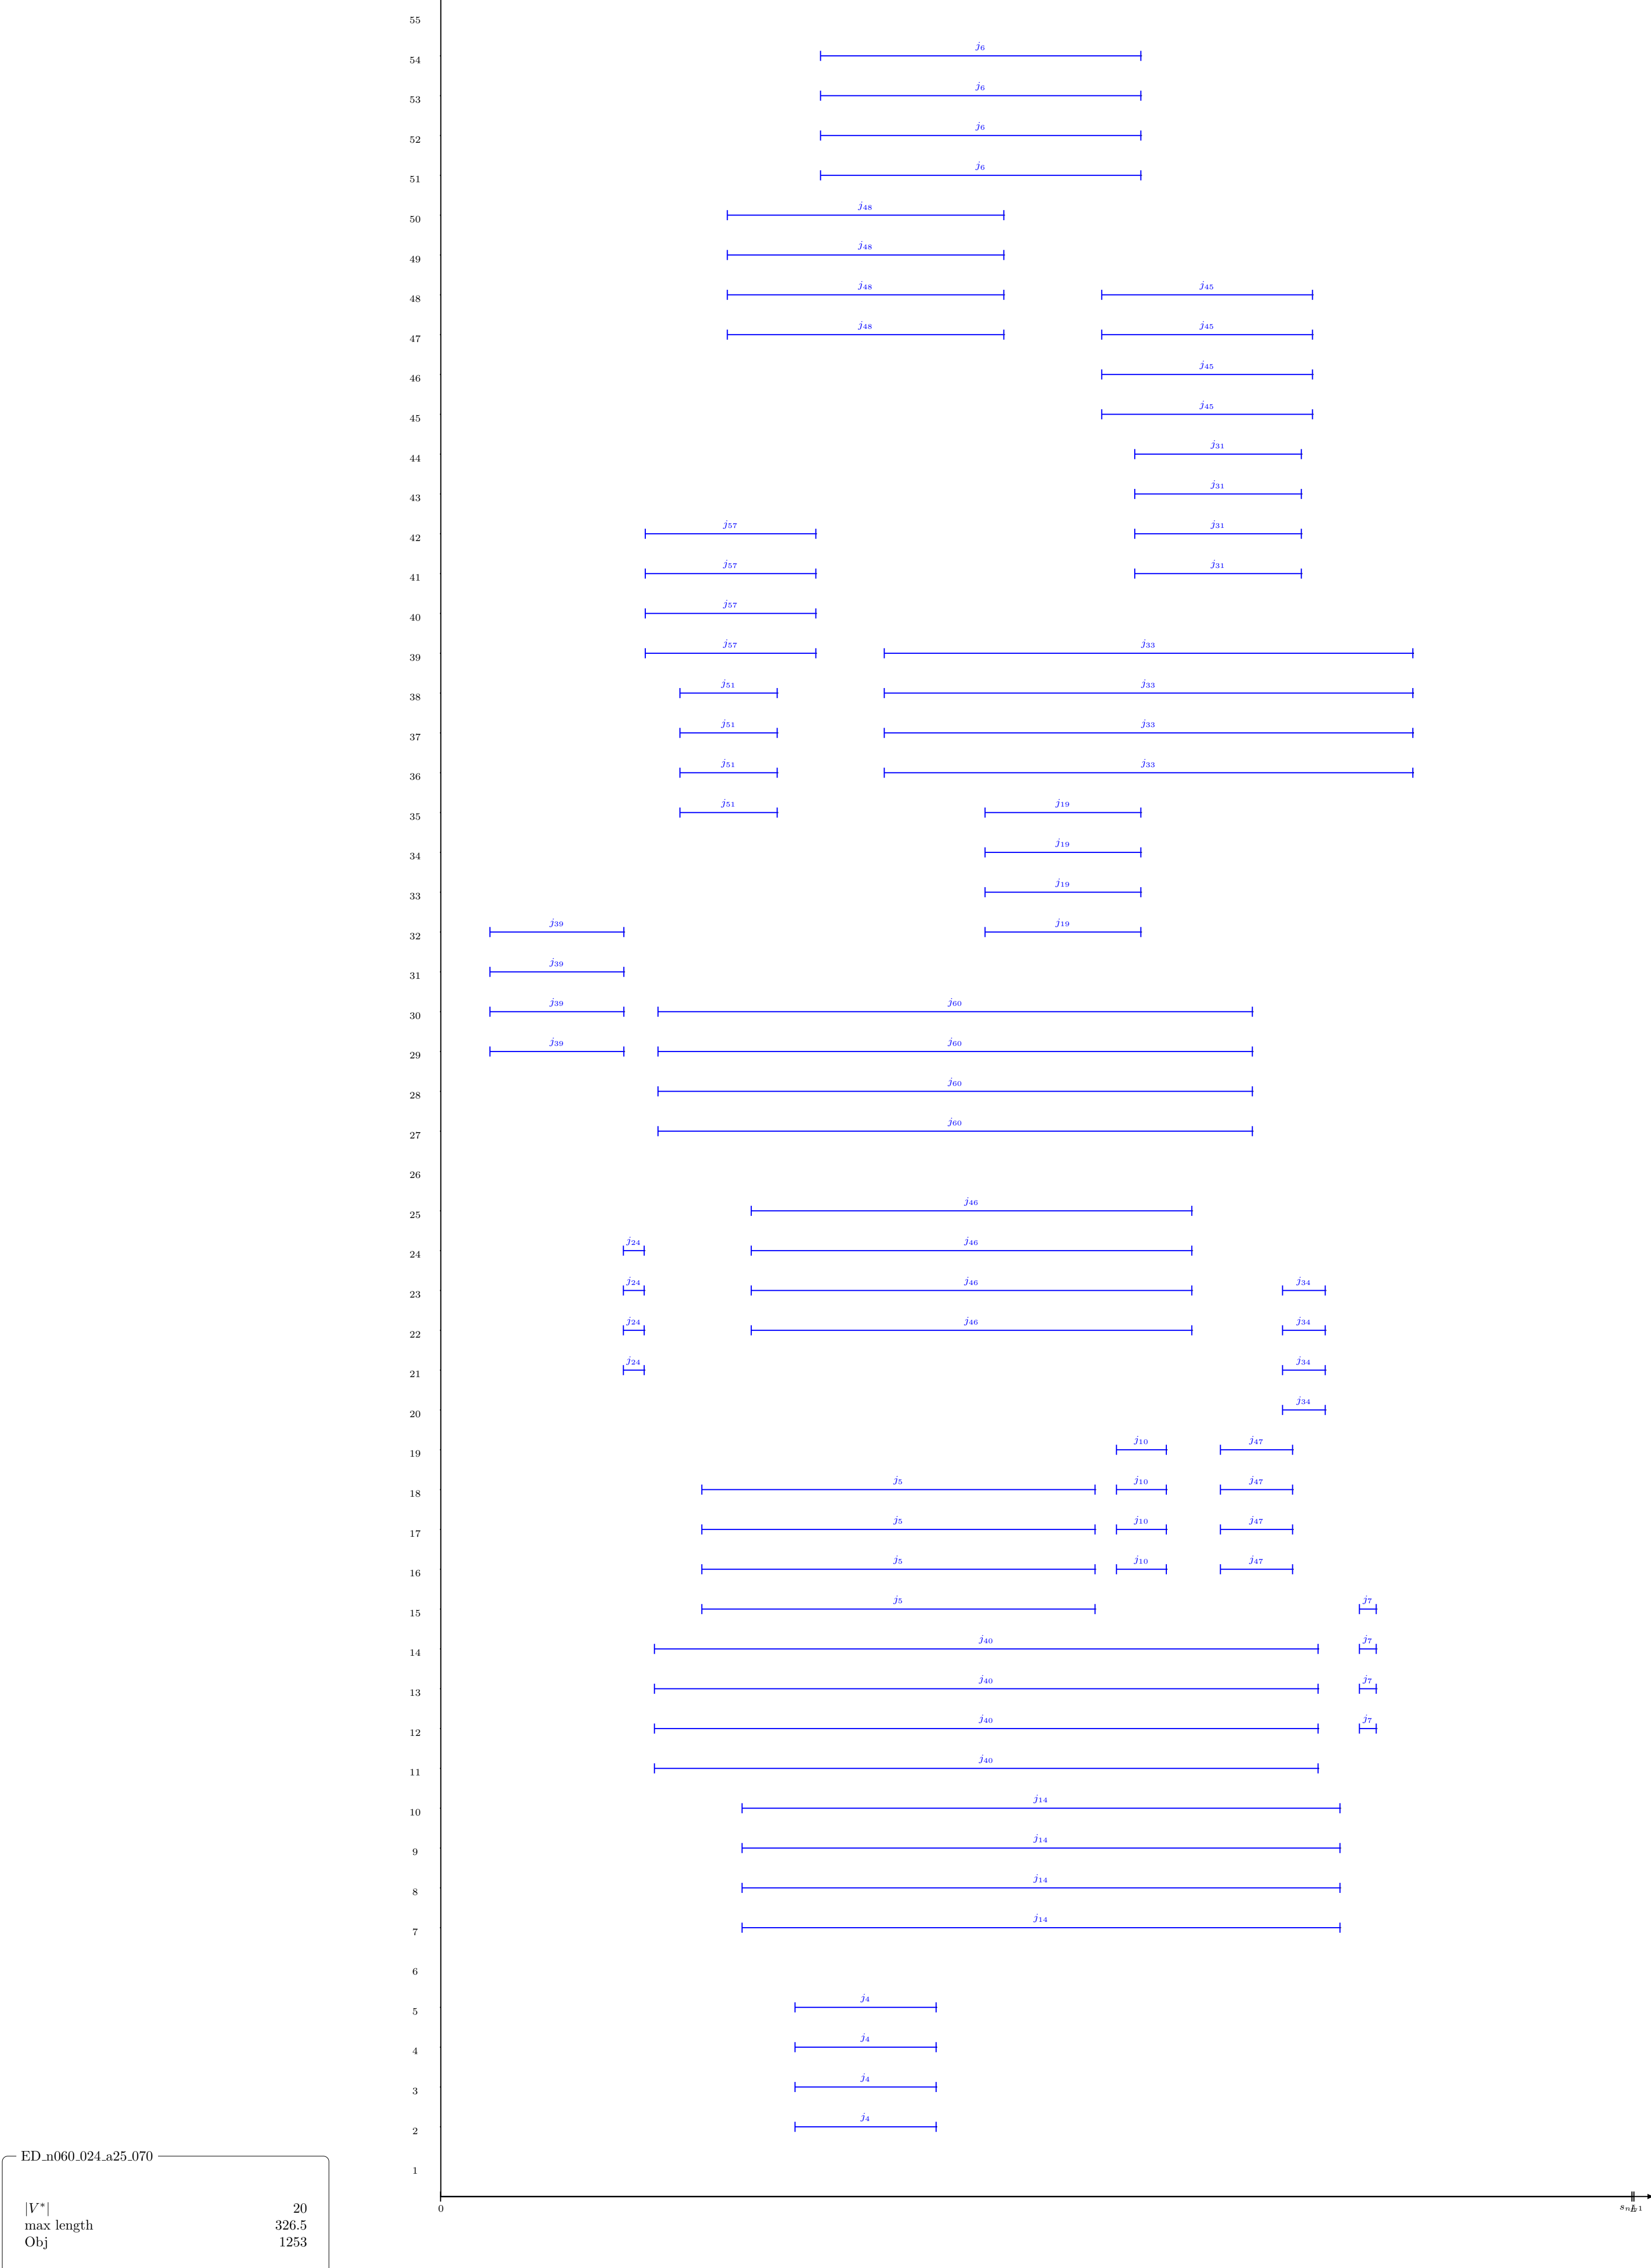 55
j6
54
j6
53
j6
52
j6
51
j48
50
j48
49
j48 j45
48
j48 j45
47
j45
46
j45
45
j31
44
j31
43
j57 j31
42
j57 j31
41
j57
40
j57 j33
39
j51 j33
38
j51 j33
37
j51 j33
36
j51 j19
35
j19
34
j19
33
j39 j19
32
j39
31
j39 j60
30
j39 j60
29
j60
28
j60
27
26
j46
25
j24 j46
24
j24 j46 j34
23
j24 j46 j34
22
j24 j34
21
j34
20
j10 j47
19
j5 j10 j47
18
j5 j10 j47
17
j5 j10 j47
16
j5 j7
15
j40 j7
14
j40 j7
13
j40 j7
12
j40
11
j14
10
j14
9
j14
8
j14
7
6
j4
5
j4
4
j4
3
j4
2
ED_n060_024_a25_070
1
0
|V*| 20
max length 326.5
Obj 1253